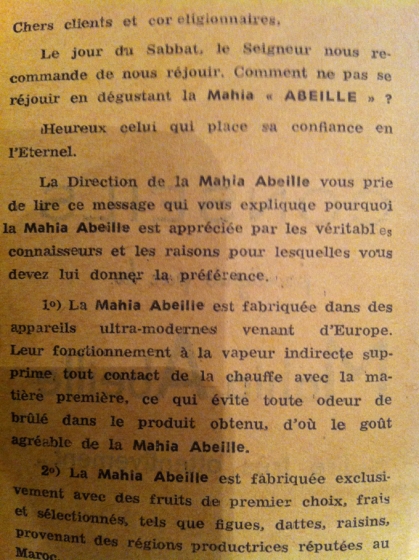 Chers clients et cor eligionnaires,
Le jour du Sabbat, le Seigneur nous re-
commande de nous réjouir. Comment ne pas se
réjouir en dégustant la Mahia « ABEILLE » ?
Heureux celui qui place sa confiance en
l'Eternel.
La Direction de la Mahia Abeille vous prie
de lire ce message qui vous expliquqe pourquoi
la Mahia Abeille est appréciée par les véritabl es
connaisseurs et les raisons pour lesquelles vous
devez lui donner la préférence.
1o) La Mahia Abeille est fabriquée dans des
appareils ultra-modernes venant d'Europe.
Leur fonctionnement à la vapeur indirecte sup-
prime tout contact de la chauffe avec la ma-
tière première, ce qui évite toute odeur de
brûlé dans le produit obtenu, d'où le goût
agréable de la Mahia Abeille.
2o) La Mahia Abeille est fabriquée exclusi-
vement avec des fruits de premier choix, frais
et sélectionnés, tels que figues, dattes, raisins,
provenant des régions productrices réputées au
Maroc.